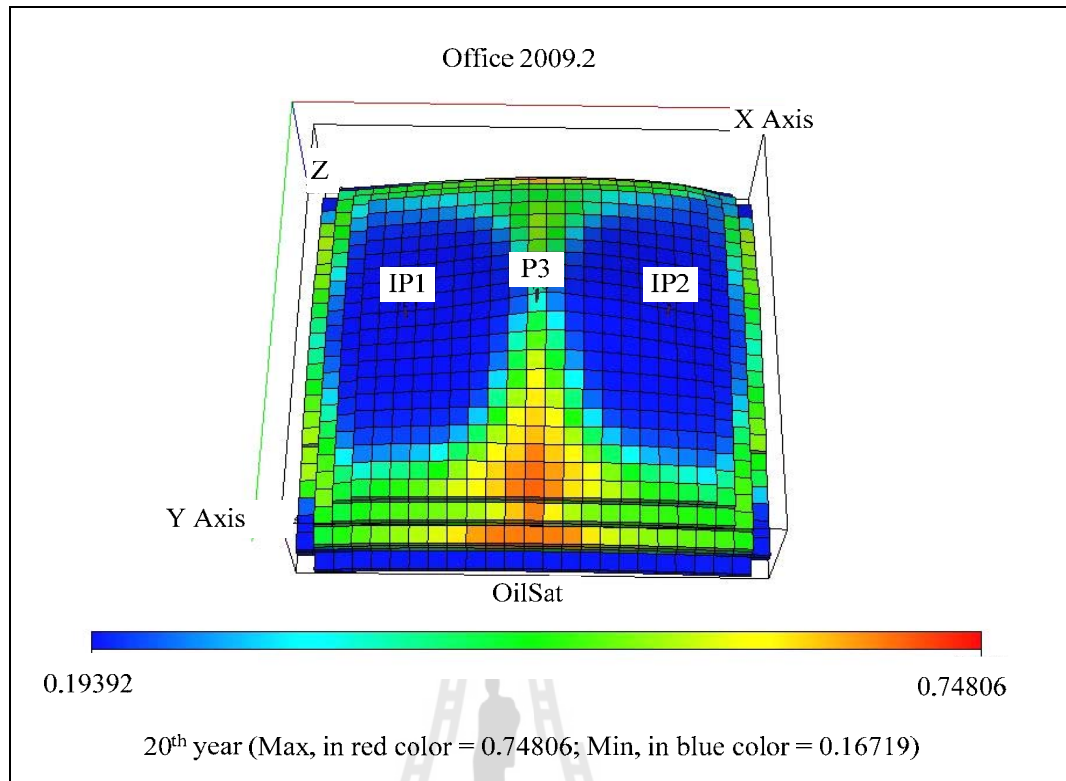 Office 2009.2
X Axis
Z
IP1
P3
IP2
Y Axis
OilSat
0.19392
0.74806
20th year (Max, in red color = 0.74806; Min, in blue color = 0.16719)